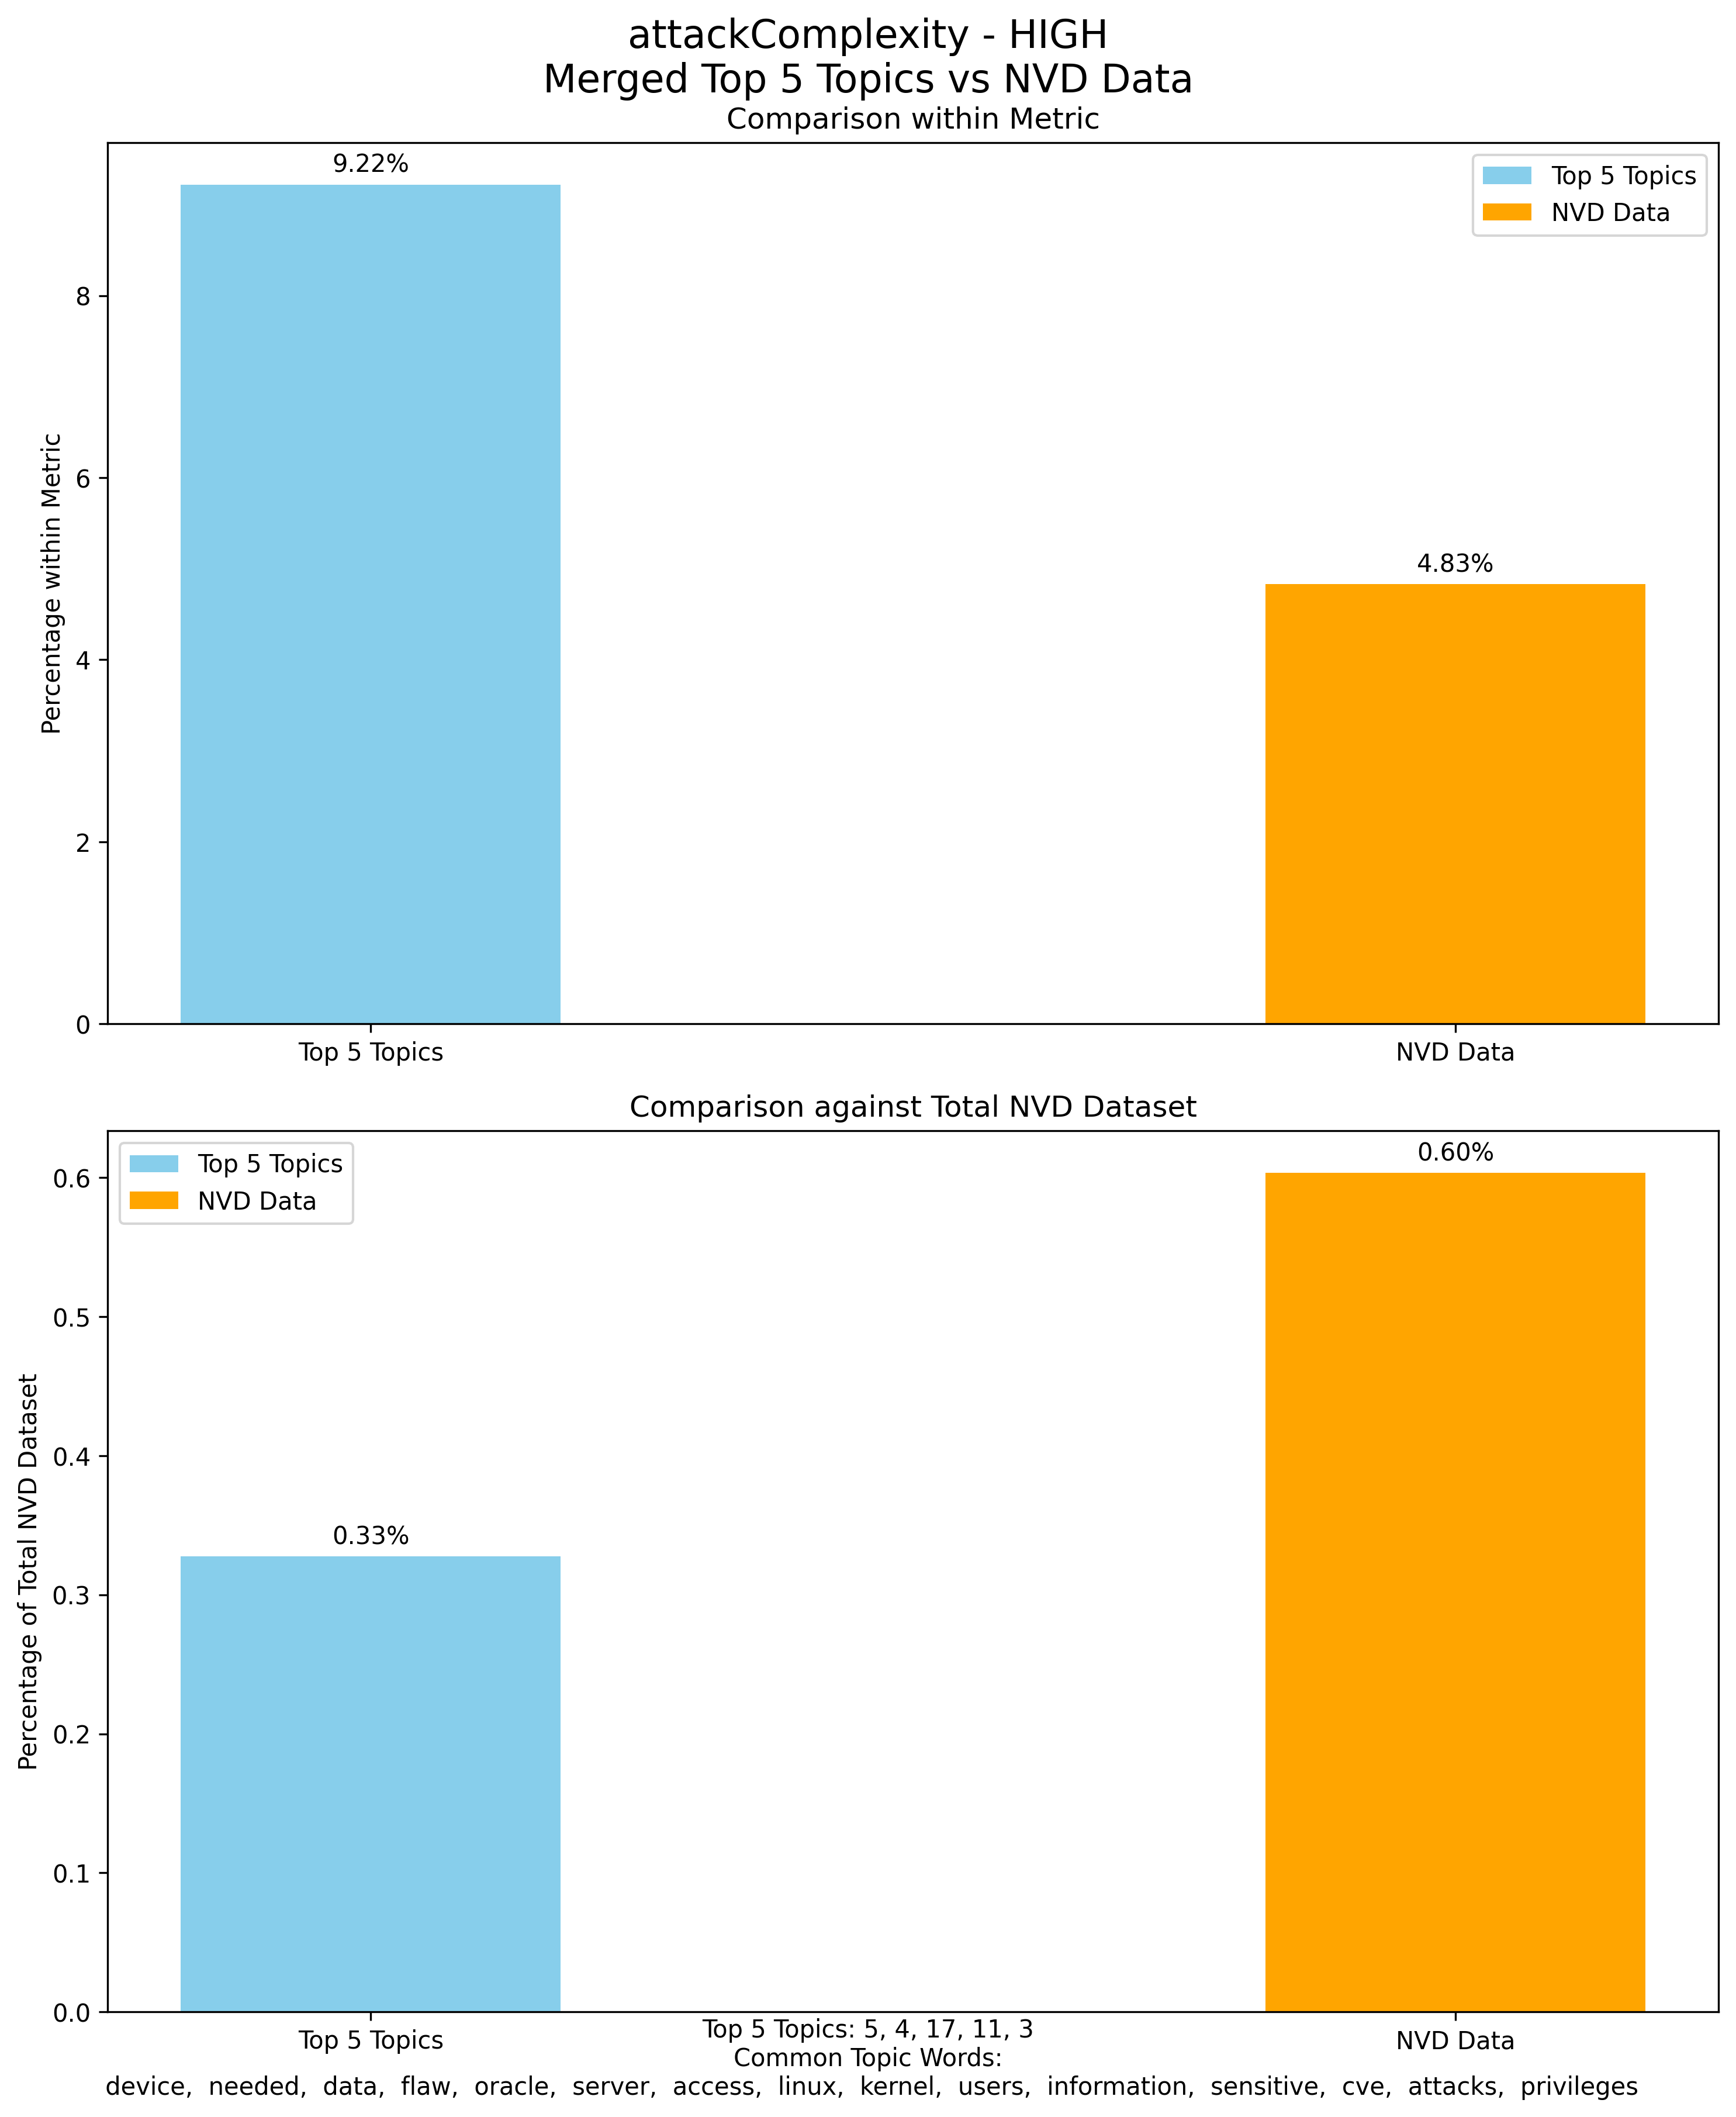 attackComplexity - HIGH
Merged Top 5 Topics vs NVD Data
Comparison within Metric
9.22%
Top 5 Topics
NVD Data
4.83%
Percentage within Metric
8
6
4
2
0
Top 5 Topics
NVD Data
Comparison against Total NVD Dataset
Top 5 Topics
NVD Data
0.60%
0.33%
Percentage of Total NVD Dataset
0.6
0.5
0.4
0.3
0.2
0.1
0.0
Top 5 Topics
NVD Data
Top 5 Topics: 5, 4, 17, 11, 3
Common Topic Words:
device, needed, data, flaw, oracle, server, access, linux, kernel, users, information, sensitive, cve, attacks, privileges